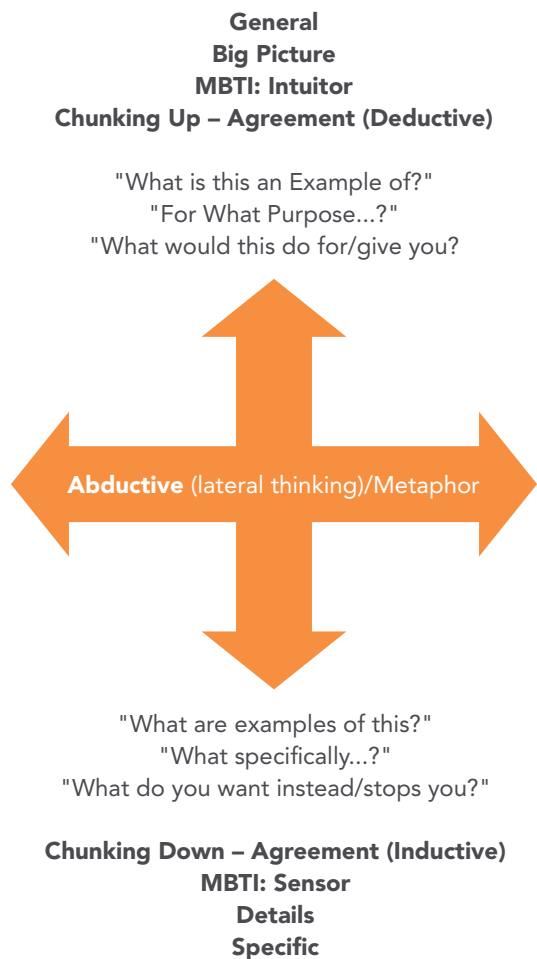 General
Big Picture
MBTI: Intuitor
Chunking Up – Agreement (Deductive)
"What is this an Example of?"
"For What Purpose...?"
"What would this do for/give you?
Abductive (lateral thinking)/Metaphor
"What are examples of this?"
"What specifically...?"
"What do you want instead/stops you?"
Chunking Down – Agreement (Inductive)
MBTI: Sensor
Details
Specific